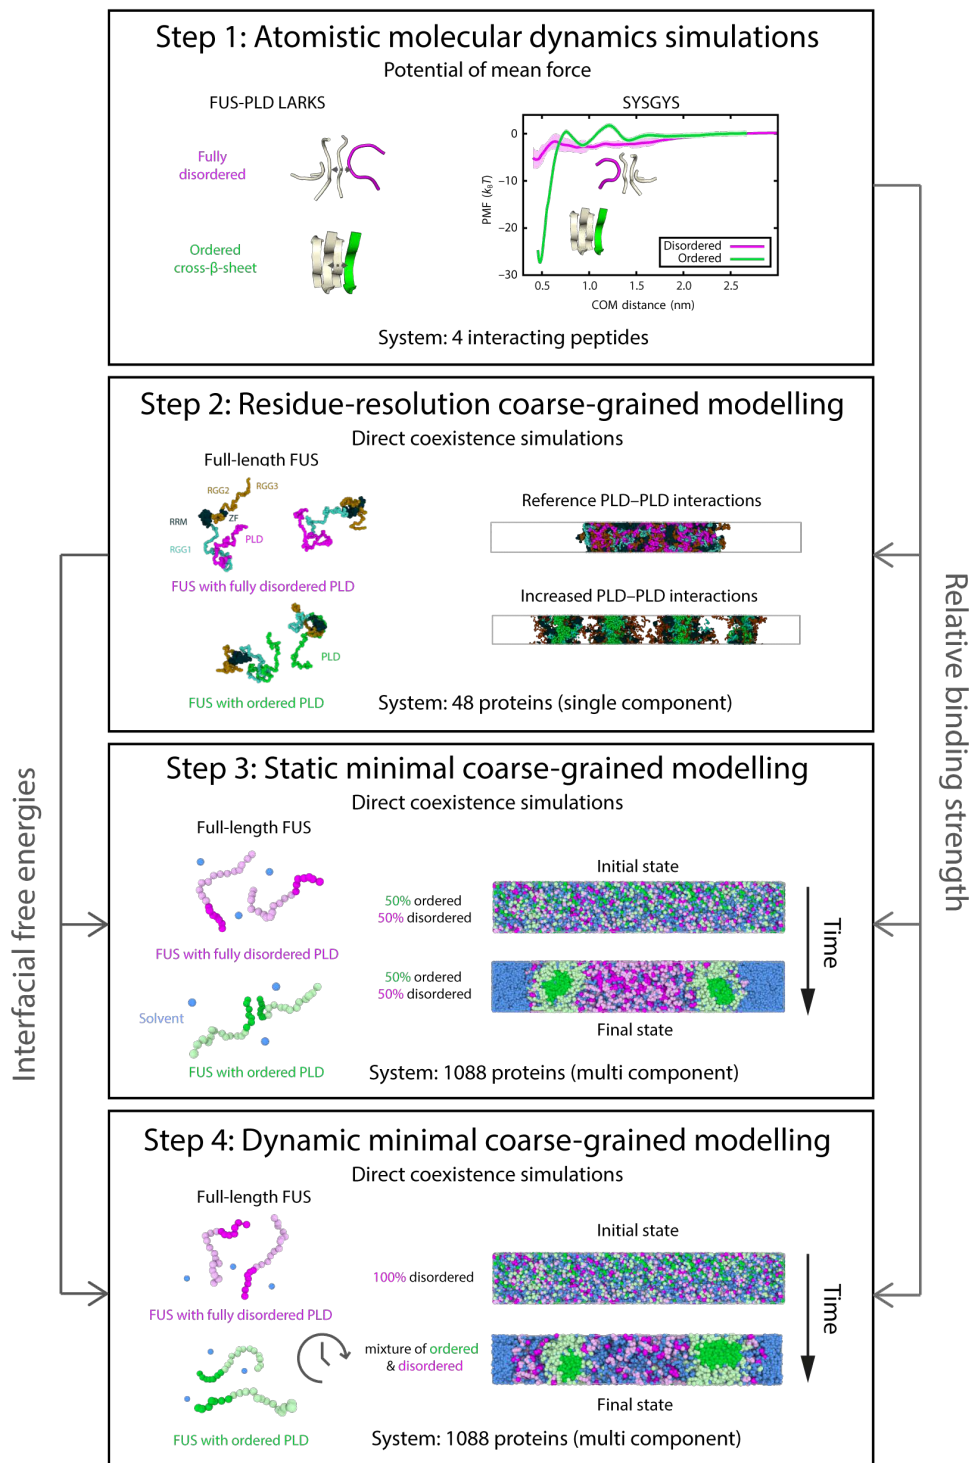 Step 1: Atomistic molecular dynamics simulations
Potential of mean force
FUS-PLD LARKS
SYSGYS
Fully
disordered
Ordered
cross-β-sheet
PMF (kBT)
0
−10
−20
−30
Disordered
Ordered
0.5 1.0 1.5 2.0 2.5
COM distance (nm)
System: 4 interacting peptides
Step 2: Residue-resolution coarse-grained modelling
Direct coexistence simulations
Full-length FUS
RGG2
RGG3
RRM
ZF
RGG1
PLD
FUS with fully disordered PLD
Reference PLD–PLD interactions
Increased PLD–PLD interactions
PLD
FUS with ordered PLD
System: 48 proteins (single component)
Step 3: Static minimal coarse-grained modelling
Direct coexistence simulations
Full-length FUS
FUS with fully disordered PLD
Solvent
FUS with ordered PLD
Initial state
50% ordered
50% disordered
50% ordered
50% disordered
Final state
Time
System: 1088 proteins (multi component)
Step 4: Dynamic minimal coarse-grained modelling
Direct coexistence simulations
Full-length FUS
FUS with fully disordered PLD
FUS with ordered PLD
Initial state
100% disordered
mixture of ordered
& disordered
Final state
Time
System: 1088 proteins (multi component)
Interfacial free energies
Relative binding strength